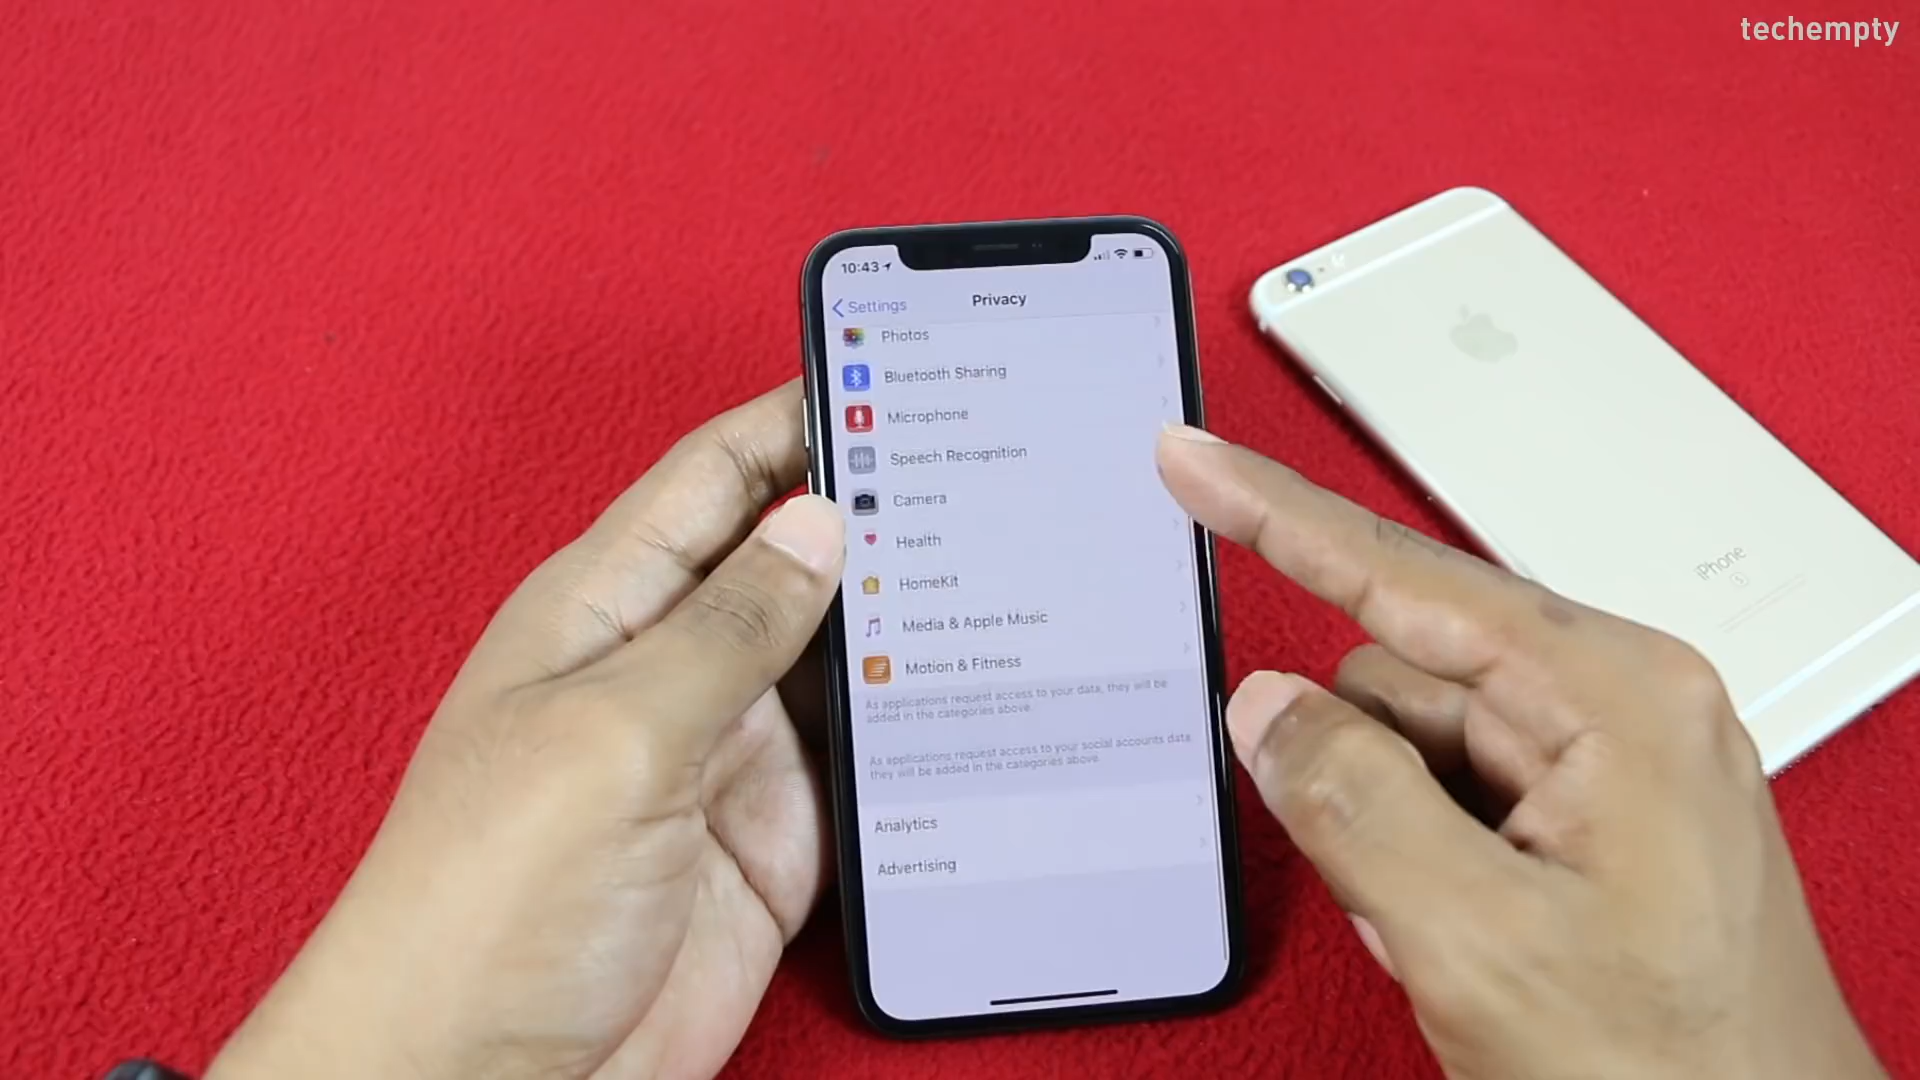 techempty
10:43
Settings
Privacy
Photos
Bluetooth Sharing
Microphone
Speech Recognition
Camera
Health
HomeKit
Media & Apple Music
Motion & Fitness
As applications request access to your data, they will be
added in the categories above.
As applications request access to your social accounts data,
they will be added in the categories above.
Analytics
Advertising
iPhone
S